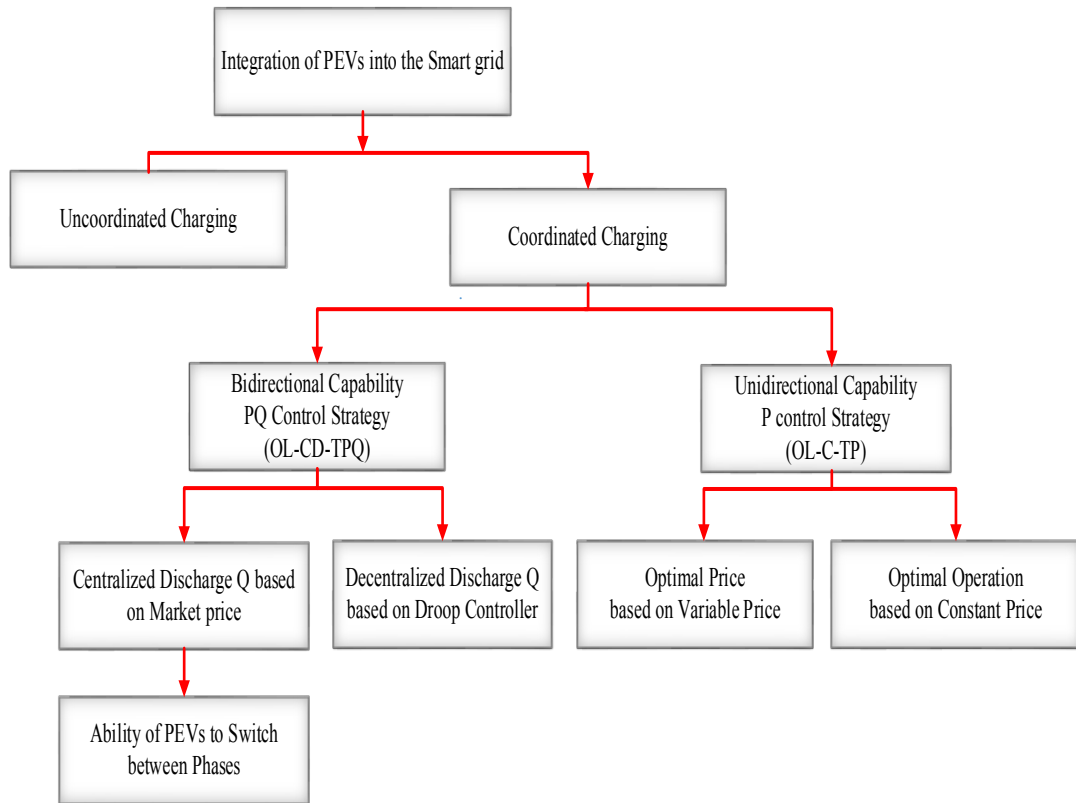 Integration of PEVs into the Smart grid
Uncoordinated Charging
Coordinated Charging
Bidirectional Capability
PQ Control Strategy
(OL-CD-TPQ)
Unidirectional Capability
P control Strategy
(OL-C-TP)
Centralized Discharge Q based
on Market price
Decentralized Discharge Q
based on Droop Controller
Optimal Price
based on Variable Price
Optimal Operation
based on Constant Price
Ability of PEVs to Switch
between Phases